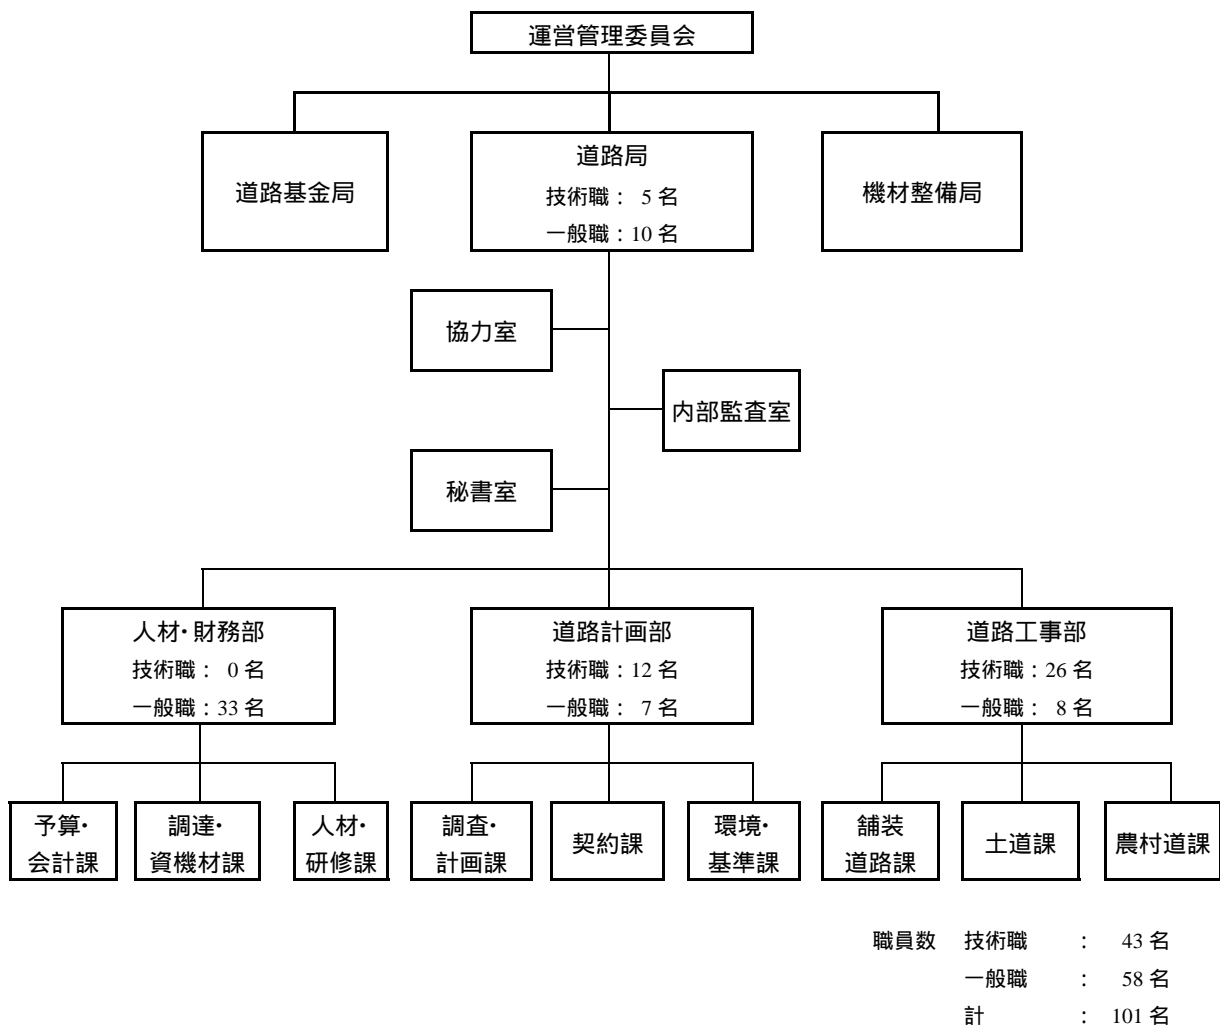 運営管理委員会
道路基金局
道路局
技術職: 5 名
一般職:10 名
機材整備局
協力室
内部監査室
秘書室
人材・財務部
技術職: 0 名
一般職:33 名
道路計画部
技術職:12 名
一般職: 7 名
道路工事部
技術職:26 名
一般職: 8 名
予算・
会計課
調達・
資機材課
人材・
研修課
調査・
計画課
契約課
環境・
基準課
舗装
道路課
土道課
農村道課
職員数 技術職 : 43 名
一般職 : 58 名
計 : 101 名